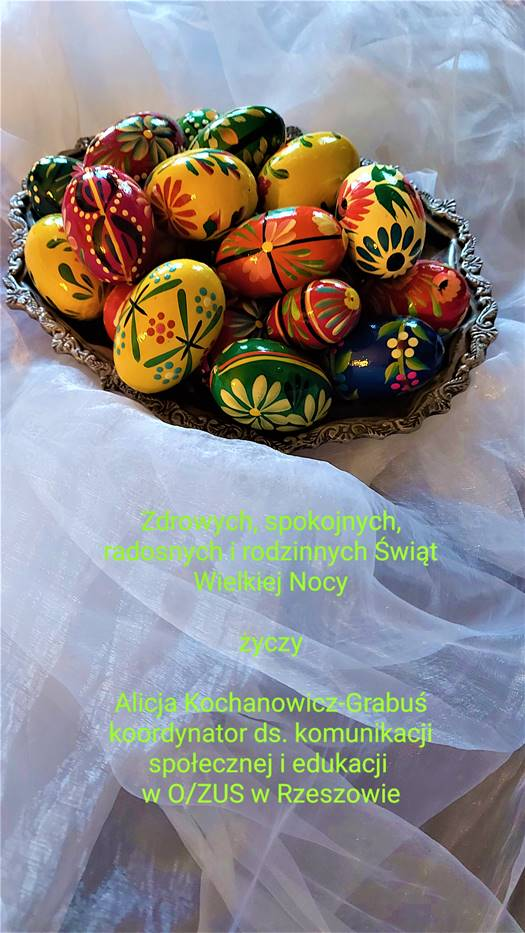 Zdrowych, spokojnych,
radosnych i rodzinnych Świąt
Wielkiej Nocy
życzy
Alicja Kochanowicz-Grabuś
koordynator ds. komunikacji
społecznej i edukacji
w O/ZUS w Rzeszowie